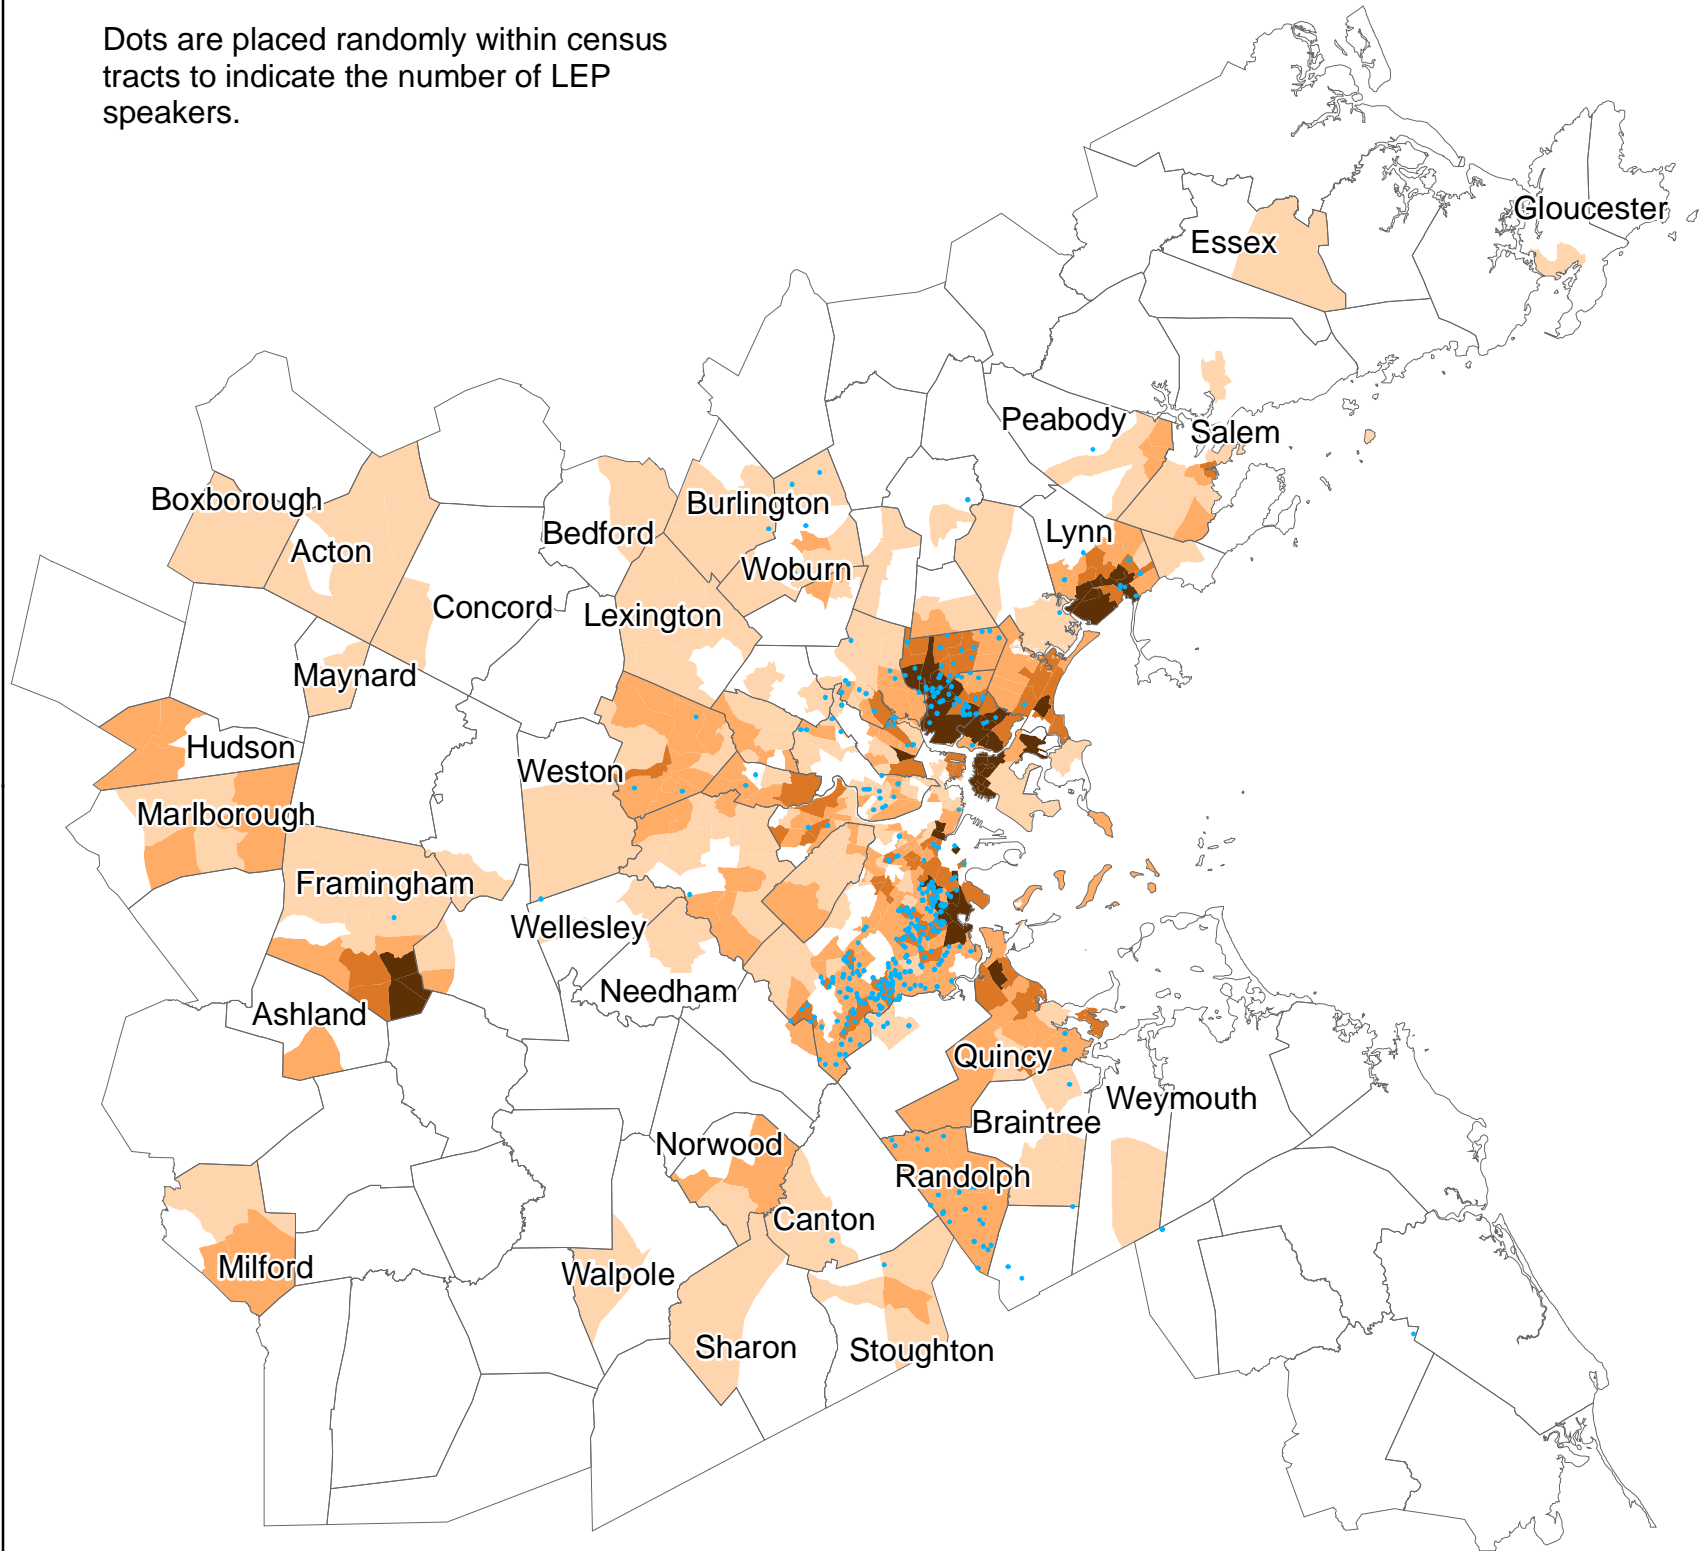 Dots are placed randomly within census
tracts to indicate the number of LEP
speakers.
Gloucester
Essex
Peabody
Salem
Boxborough
Burlington
Bedford
Lynn
Acton
Woburn
Concord
Lexington
Maynard
Hudson
Weston
Marlborough
Framingham
Wellesley
Needham
Ashland
Quincy
Weymouth
Braintree
Norwood
Randolph
Canton
Milford
Walpole
Sharon
Stoughton